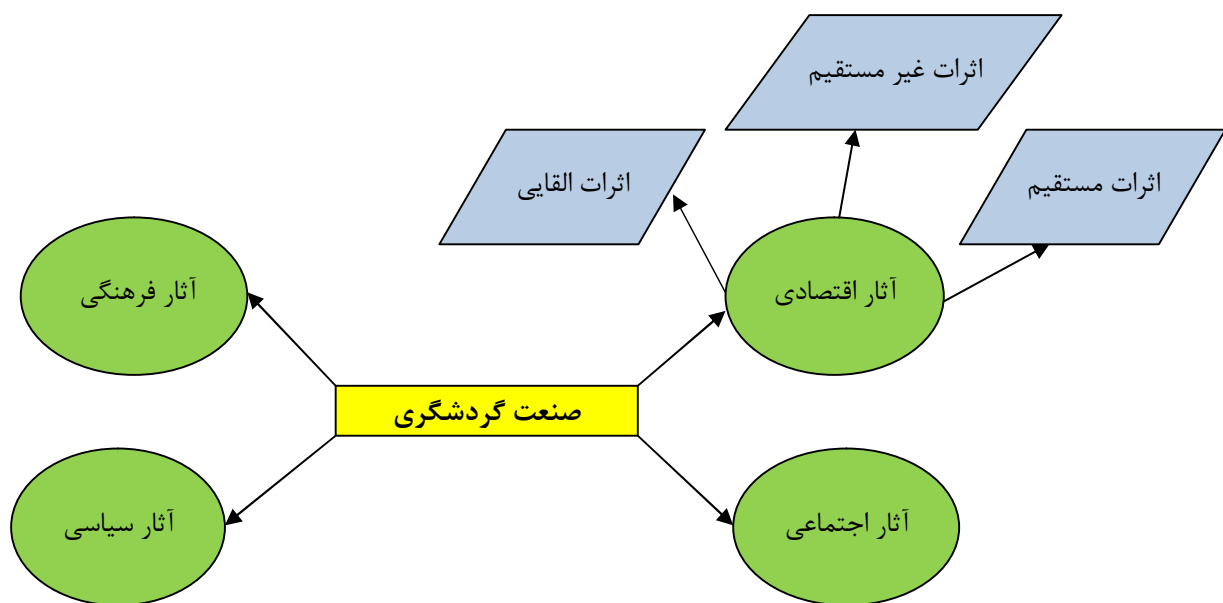 اثرات غیر مستقیم
اثرات مستقیم
اثرات القایی
آثار اقتصادی
آثار فرهنگی
صنعت گردشگری
آثار اجتماعی
آثار سیاسی